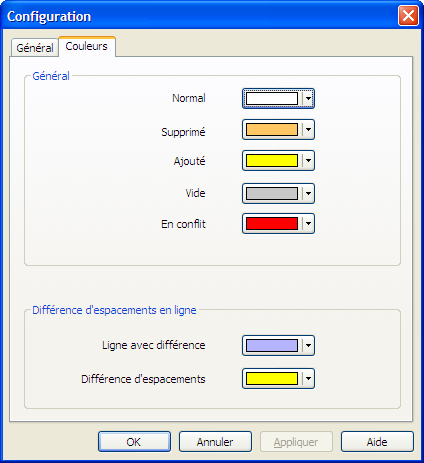 Configuration
Général
Couleurs
Général
Normal
Supprimé
Ajouté
Vide
En conflit
Différence d'espacements en ligne
Ligne avec différence
Différence d'espacements
OK
Annuler
Appliquer
Aide